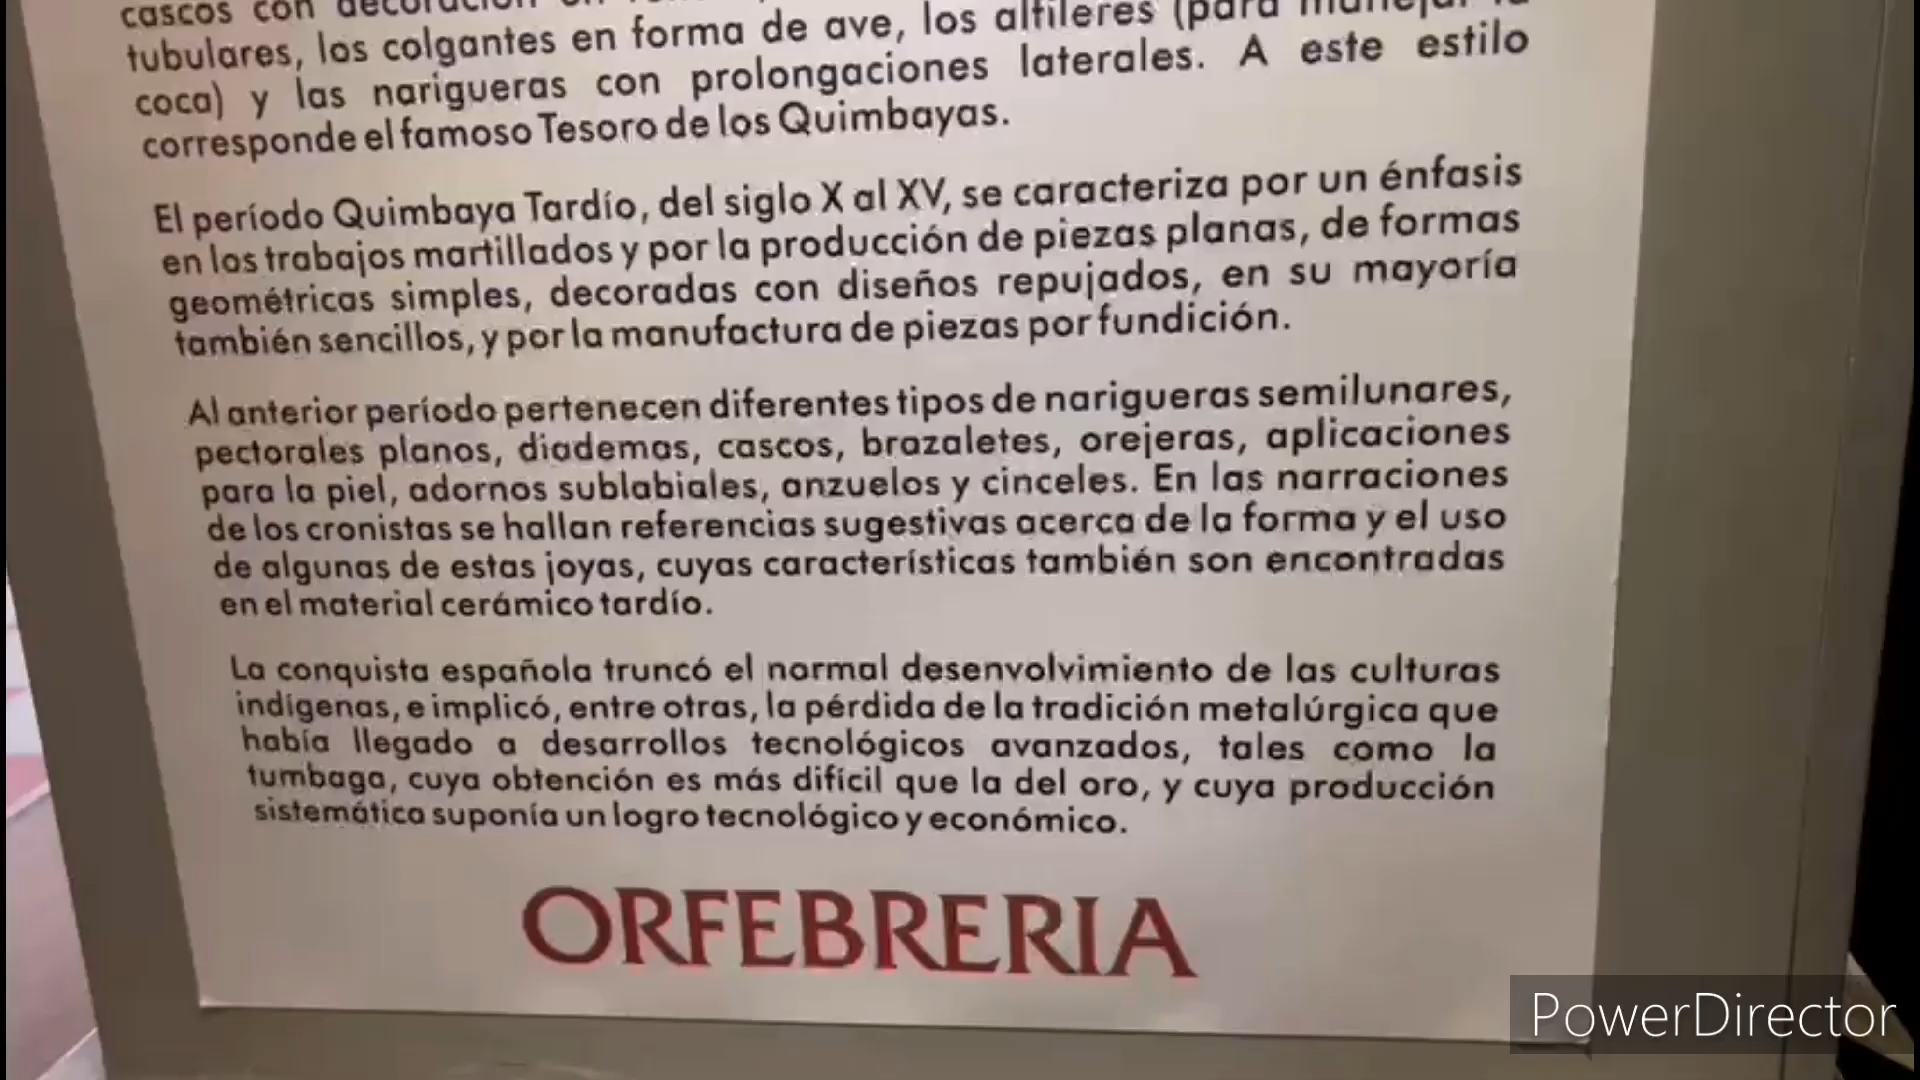 cascos con decoración
tubulares, los colgantes en forma de ave, los alfileres (para manejar la
coca) y las narigueras con prolongaciones laterales. A este estilo
corresponde el famoso Tesoro de los Quimbayas.
El período Quimbaya Tardío, del siglo X al XV, se caracteriza por un énfasis
en los trabajos martillados y por la producción de piezas planas, de formas
geométricas simples, decoradas con diseños repujados, en su mayoría
también sencillos, y por la manufactura de piezas por fundición.
Al anterior período pertenecen diferentes tipos de narigueras semilunares,
pectorales planos, diademas, cascos, brazaletes, orejeras, aplicaciones
para la piel, adornos sublabiales, anzuelos y cinceles. En las narraciones
de los cronistas se hallan referencias sugestivas acerca de la forma y el uso
de algunas de estas joyas, cuyas características también son encontradas
en el material cerámico tardío.
La conquista española truncó el normal desenvolvimiento de las culturas
indígenas, e implicó, entre otras, la pérdida de la tradición metalúrgica que
había llegado a desarrollos tecnológicos avanzados, tales como la
tumbaga, cuya obtención es más difícil que la del oro, y cuya producción
sistemática suponía un logro tecnológico y económico.
ORFEBRERIA
PowerDirector